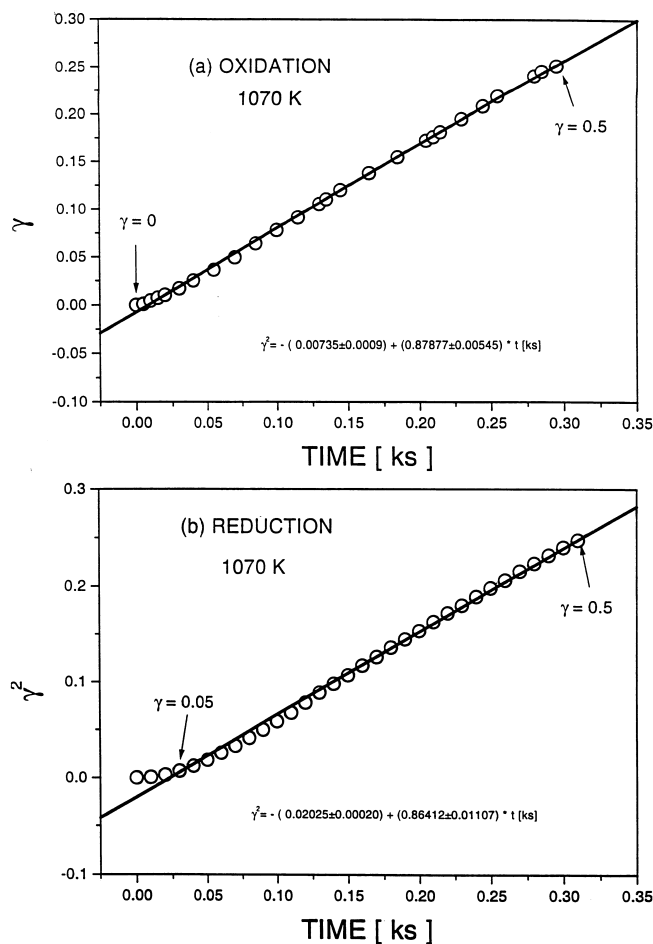 0.30
0.25
0.20
0.15
0.10
0.05
0.00
-0.05
-0.10
γ
(a) OXIDATION
1070 K
γ = 0
γ = 0.5
γ²= - ( 0.00735±0.0009) + (0.87877±0.00545) * t [ks]
0.00 0.05 0.10 0.15 0.20 0.25 0.30 0.35
TIME [ ks ]
0.3
0.2
0.1
0.0
-0.1
γ²
(b) REDUCTION
1070 K
γ = 0.5
γ = 0.05
γ²= - ( 0.02025±0.00020) + (0.86412±0.01107) * t [ks]
0.00 0.05 0.10 0.15 0.20 0.25 0.30 0.35
TIME [ ks ]